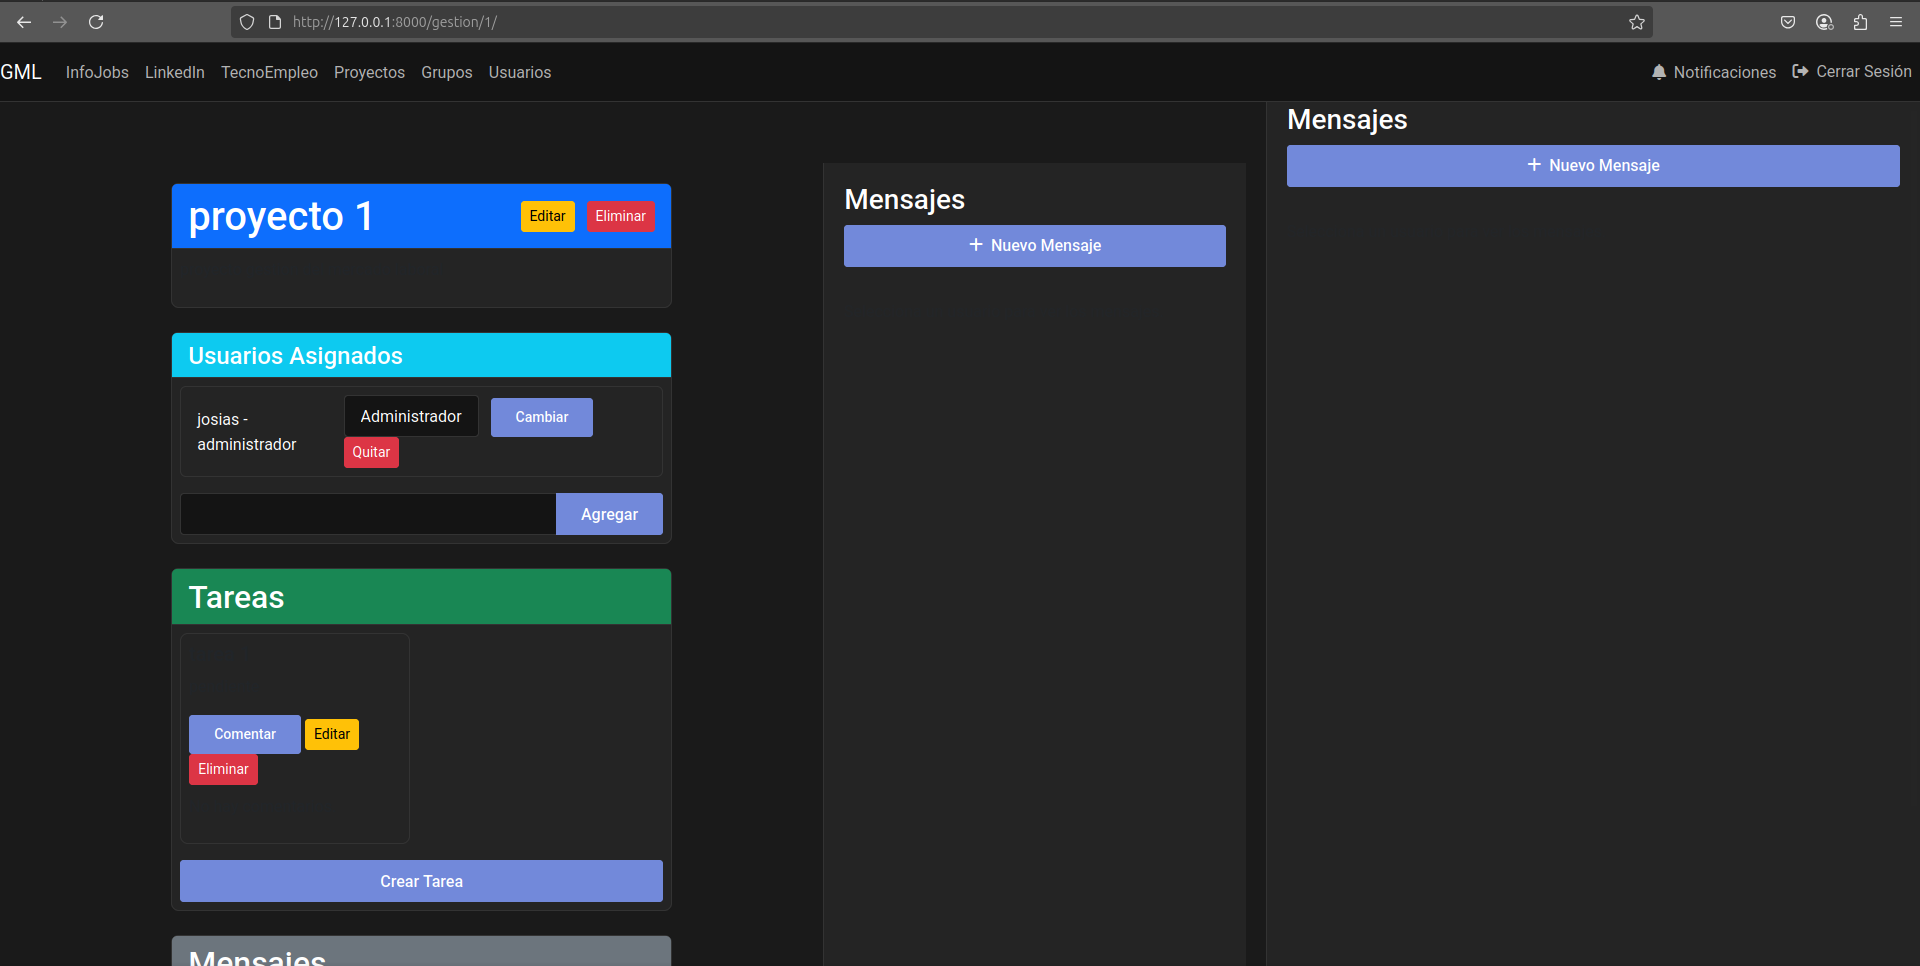 http://127.0.0.1:8000/gestion/1/
GML InfoJobs LinkedIn TecnoEmpleo Proyectos Grupos Usuarios Notificaciones Cerrar Sesión
proyecto 1 Editar Eliminar
Usuarios Asignados
josias -
administrador
Administrador Cambiar
Quitar
Agregar
Tareas
Comentar Editar
Eliminar
Crear Tarea
Mensajes
Mensajes
+ Nuevo Mensaje
Mensajes
+ Nuevo Mensaje